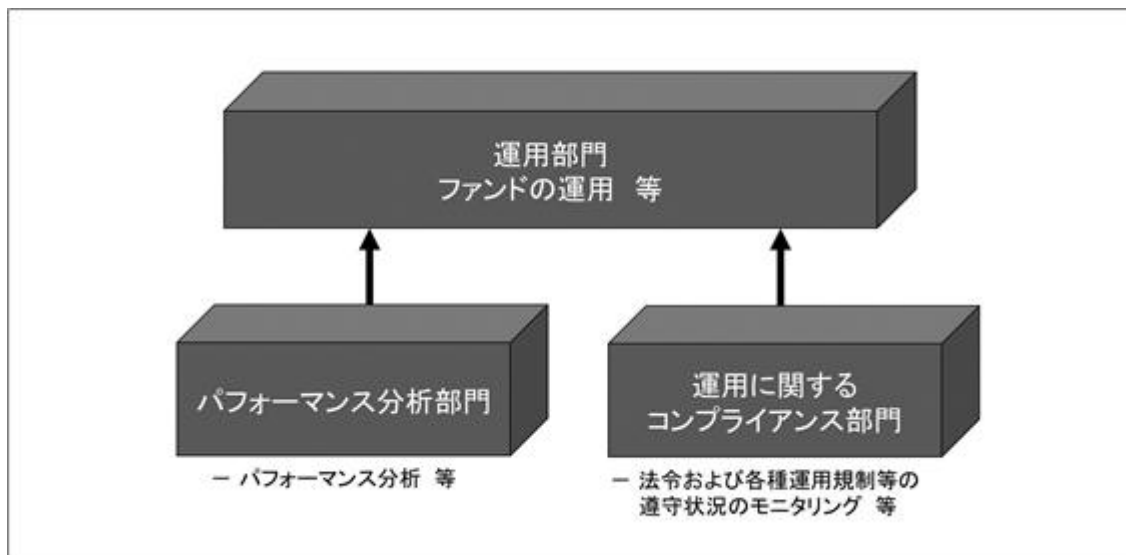 運用部門
ファンドの運用 等
パフォーマンス分析部門
－ パフォーマンス分析 等
運用に関する
コンプライアンス部門
－ 法令および各種運用規制等の
遵守状況のモニタリング 等